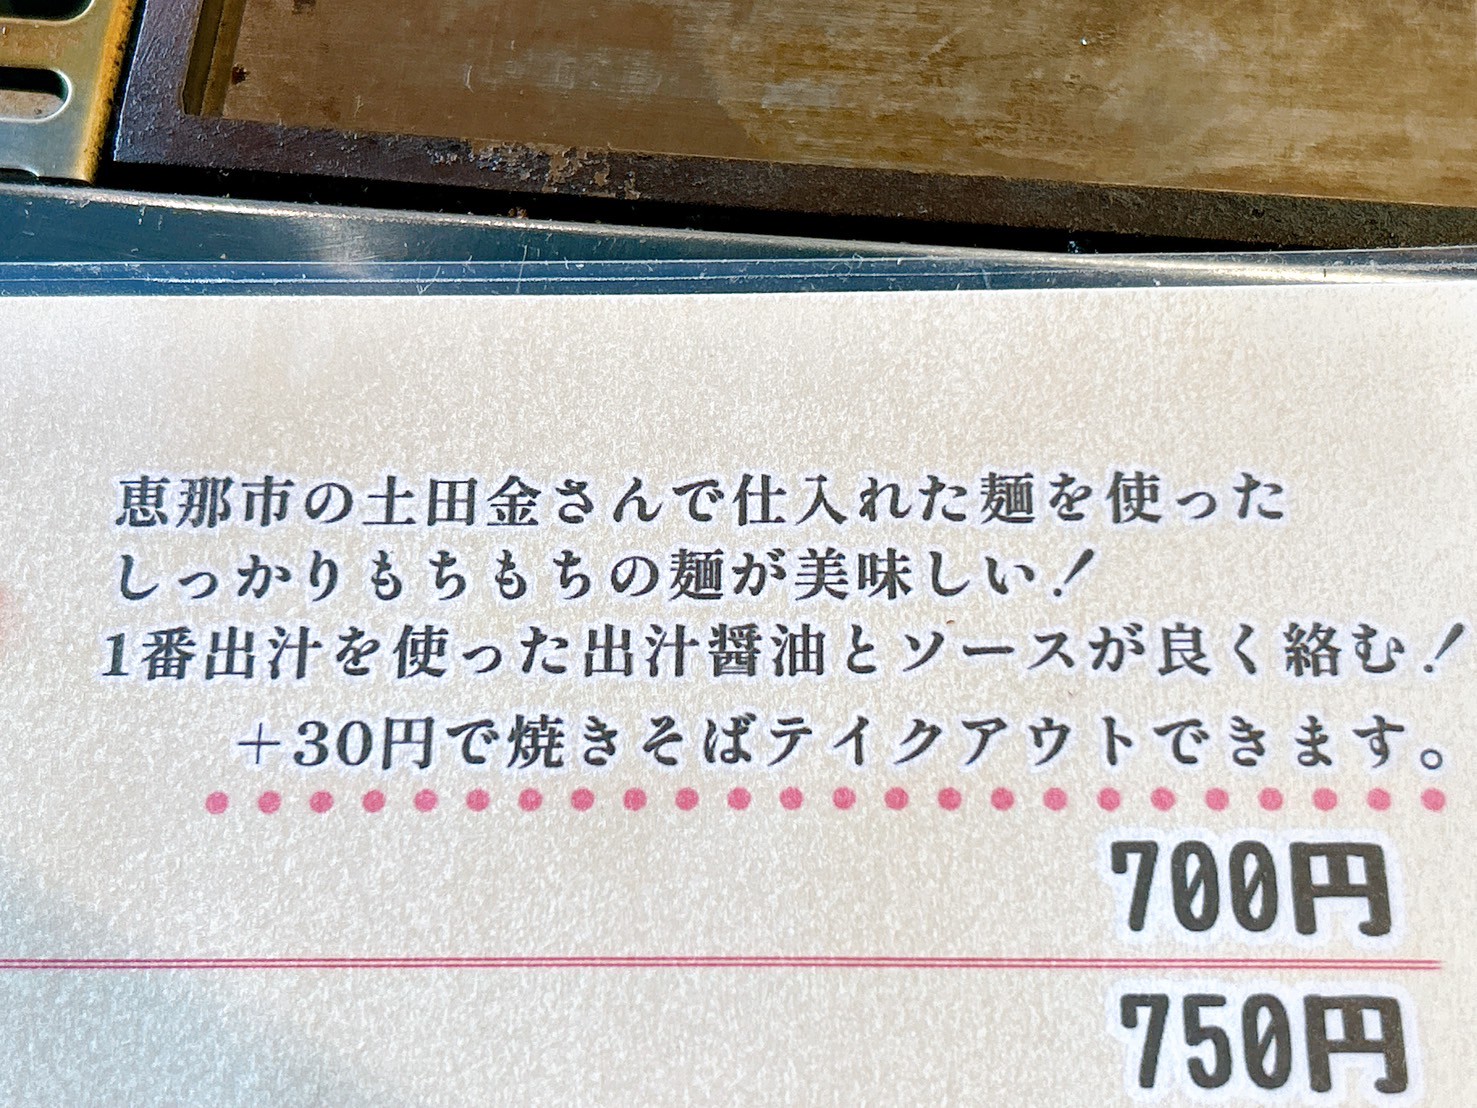 恵那市の土田金さんで仕入れた麺を使った
しっかりもちもちの麺が美味しい！
1番出汁を使った出汁醤油とソースが良く絡む！
＋30円で焼きそばテイクアウトできます。
700円
750円